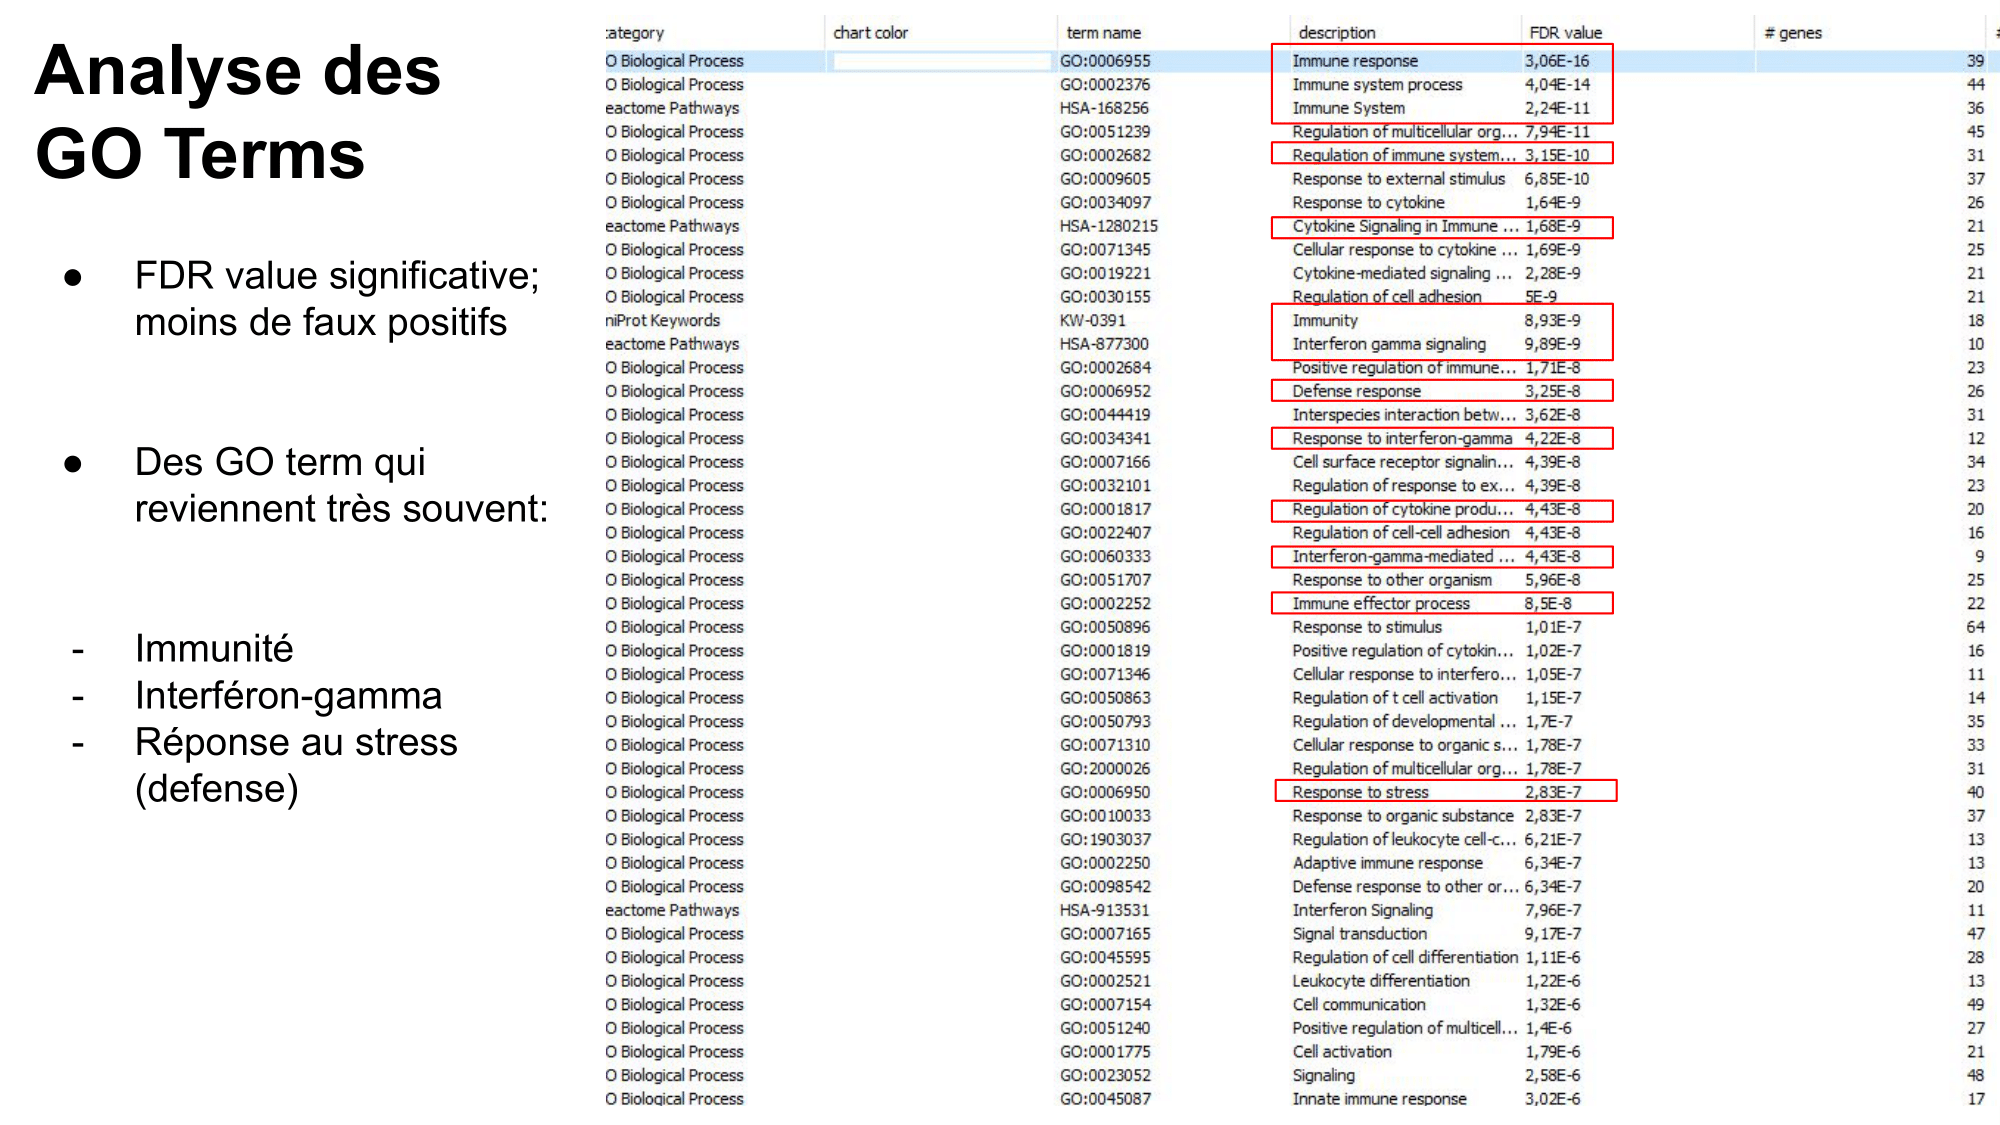 Analyse des
GO Terms
● FDR value significative;
moins de faux positifs
● Des GO term qui
reviennent très souvent:
- Immunité
- Interféron-gamma
- Réponse au stress
(defense)
category chart color term name description FDR value # genes #
O Biological Process GO:0006955 Immune response 3,06E-16 39
O Biological Process GO:0002376 Immune system process 4,04E-14 44
eactome Pathways HSA-168256 Immune System 2,24E-11 36
O Biological Process GO:0051239 Regulation of multicellular org... 7,94E-11 45
O Biological Process GO:0002682 Regulation of immune system... 3,15E-10 31
O Biological Process GO:0009605 Response to external stimulus 6,85E-10 37
O Biological Process GO:0034097 Response to cytokine 1,64E-9 26
eactome Pathways HSA-1280215 Cytokine Signaling in Immune ... 1,68E-9 21
O Biological Process GO:0071345 Cellular response to cytokine ... 1,69E-9 25
O Biological Process GO:0019221 Cytokine-mediated signaling ... 2,28E-9 21
O Biological Process GO:0030155 Regulation of cell adhesion 5E-9 21
niProt Keywords KW-0391 Immunity 8,93E-9 18
eactome Pathways HSA-877300 Interferon gamma signaling 9,89E-9 10
O Biological Process GO:0002684 Positive regulation of immune... 1,71E-8 23
O Biological Process GO:0006952 Defense response 3,25E-8 26
O Biological Process GO:0044419 Interspecies interaction betw... 3,62E-8 31
O Biological Process GO:0034341 Response to interferon-gamma 4,22E-8 12
O Biological Process GO:0007166 Cell surface receptor signalin... 4,39E-8 34
O Biological Process GO:0032101 Regulation of response to ex... 4,39E-8 23
O Biological Process GO:0001817 Regulation of cytokine produ... 4,43E-8 20
O Biological Process GO:0022407 Regulation of cell-cell adhesion 4,43E-8 16
O Biological Process GO:0060333 Interferon-gamma-mediated ... 4,43E-8 9
O Biological Process GO:0051707 Response to other organism 5,96E-8 25
O Biological Process GO:0002252 Immune effector process 8,5E-8 22
O Biological Process GO:0050896 Response to stimulus 1,01E-7 64
O Biological Process GO:0001819 Positive regulation of cytokin... 1,02E-7 16
O Biological Process GO:0071346 Cellular response to interfero... 1,05E-7 11
O Biological Process GO:0050863 Regulation of t cell activation 1,15E-7 14
O Biological Process GO:0050793 Regulation of developmental ... 1,7E-7 35
O Biological Process GO:0071310 Cellular response to organic s... 1,78E-7 33
O Biological Process GO:2000026 Regulation of multicellular org... 1,78E-7 31
O Biological Process GO:0006950 Response to stress 2,83E-7 40
O Biological Process GO:0010033 Response to organic substance 2,83E-7 37
O Biological Process GO:1903037 Regulation of leukocyte cell-c... 6,21E-7 13
O Biological Process GO:0002250 Adaptive immune response 6,34E-7 13
O Biological Process GO:0098542 Defense response to other or... 6,34E-7 20
eactome Pathways HSA-913531 Interferon Signaling 7,96E-7 11
O Biological Process GO:0007165 Signal transduction 9,17E-7 47
O Biological Process GO:0045595 Regulation of cell differentiation 1,11E-6 28
O Biological Process GO:0002521 Leukocyte differentiation 1,22E-6 13
O Biological Process GO:0007154 Cell communication 1,32E-6 49
O Biological Process GO:0051240 Positive regulation of multicell... 1,4E-6 27
O Biological Process GO:0001775 Cell activation 1,79E-6 21
O Biological Process GO:0023052 Signaling 2,58E-6 48
O Biological Process GO:0045087 Innate immune response 3,02E-6 17